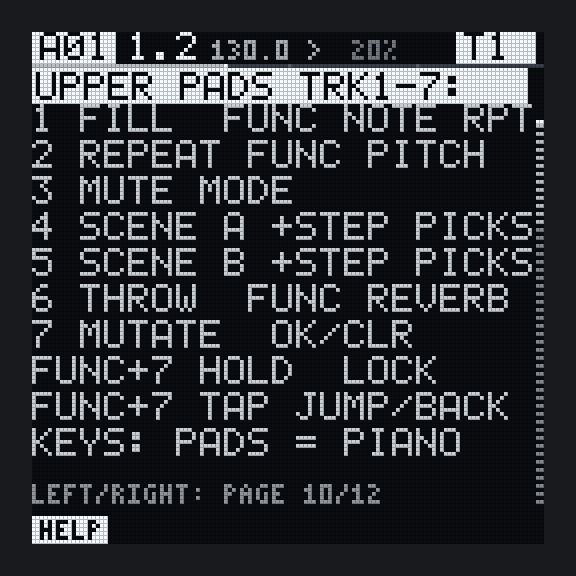 A01 1.2 130.0 > 20% T1
UPPER PADS TRK1-7:
1 FILL FUNC NOTE RPT
2 REPEAT FUNC PITCH
3 MUTE MODE
4 SCENE A +STEP PICKS
5 SCENE B +STEP PICKS
6 THROW FUNC REVERB
7 MUTATE OK/CLR
FUNC+7 HOLD LOCK
FUNC+7 TAP JUMP/BACK
KEYS: PADS = PIANO
LEFT/RIGHT: PAGE 10/12
HELP